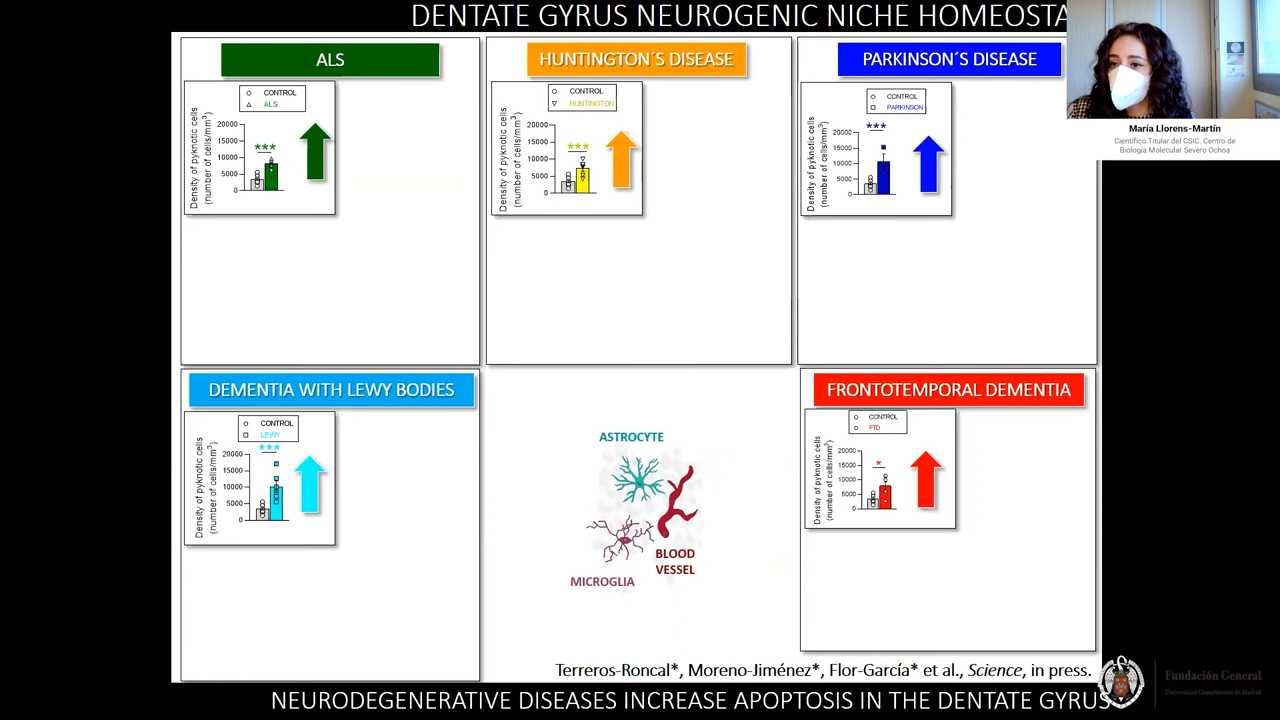 DENTATE GYRUS NEUROGENIC NICHE HOMEOSTA
ALS
CONTROL
ALS
Density of pyknotic cells
(number of cells/mm³)
20000
15000
10000
5000
0
***
HUNTINGTON´S DISEASE
CONTROL
HUNTINGTON
Density of pyknotic cells
(number of cells/mm³)
20000
15000
10000
5000
0
***
PARKINSON´S DISEASE
CONTROL
PARKINSON
Density of pyknotic cells
(number of cells/mm³)
20000
15000
10000
5000
0
***
María Llorens-Martín
Científico Titular del CSIC. Centro de
Biología Molecular Severo Ochoa
DEMENTIA WITH LEWY BODIES
CONTROL
LEWY
Density of pyknotic cells
(number of cells/mm³)
20000
15000
10000
5000
0
***
ASTROCYTE
BLOOD
VESSEL
MICROGLIA
FRONTOTEMPORAL DEMENTIA
CONTROL
FTD
Density of pyknotic cells
(number of cells/mm³)
20000
15000
10000
5000
0
*
Terreros-Roncal*, Moreno-Jiménez*, Flor-García* et al., Science, in press.
NEURODEGENERATIVE DISEASES INCREASE APOPTOSIS IN THE DENTATE GYRUS
Fundación General
Universidad Complutense de Madrid